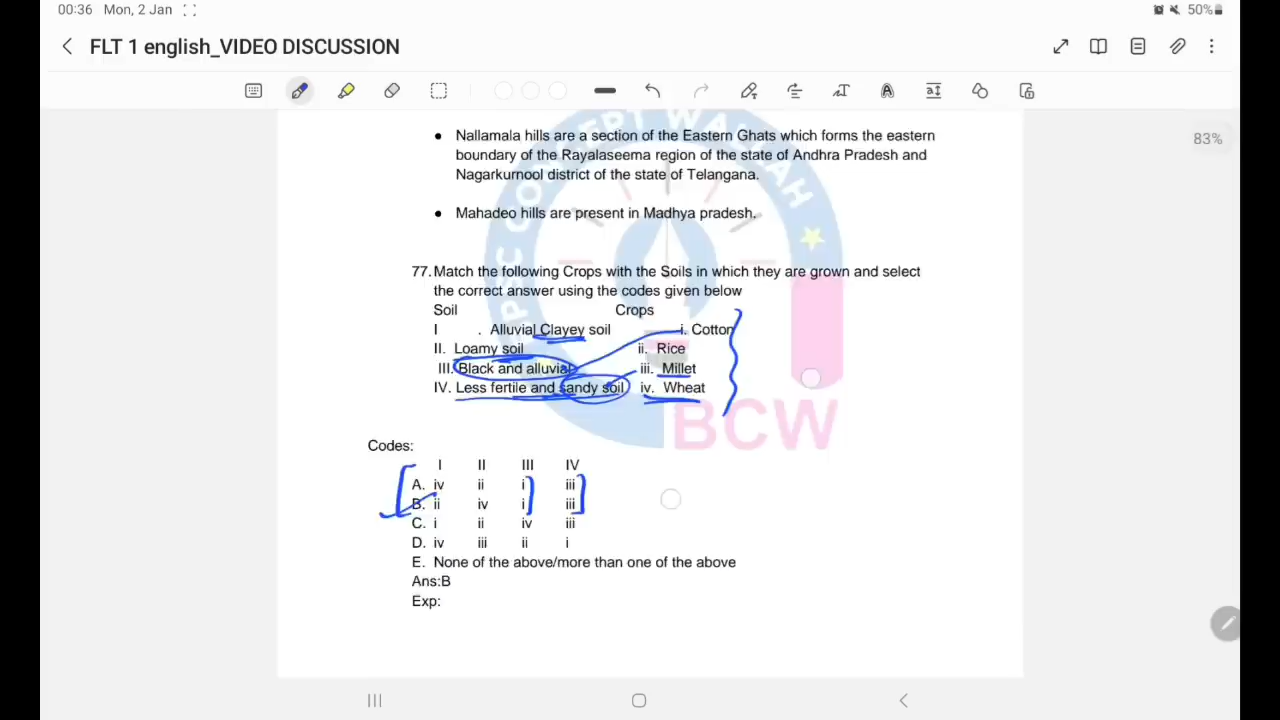 00:36 Mon, 2 Jan
50%
FLT 1 english_VIDEO DISCUSSION
83%
• Nallamala hills are a section of the Eastern Ghats which forms the eastern
boundary of the Rayalaseema region of the state of Andhra Pradesh and
Nagarkurnool district of the state of Telangana.
• Mahadeo hills are present in Madhya pradesh.
77. Match the following Crops with the Soils in which they are grown and select
the correct answer using the codes given below
Soil Crops
I . Alluvial Clayey soil i. Cotton
II. Loamy soil ii. Rice
III. Black and alluvial iii. Millet
IV. Less fertile and sandy soil iv. Wheat
BCW
Codes:
I II III IV
A. iv ii i iii
B. ii iv i iii
C. i ii iv iii
D. iv iii ii i
E. None of the above/more than one of the above
Ans:B
Exp: